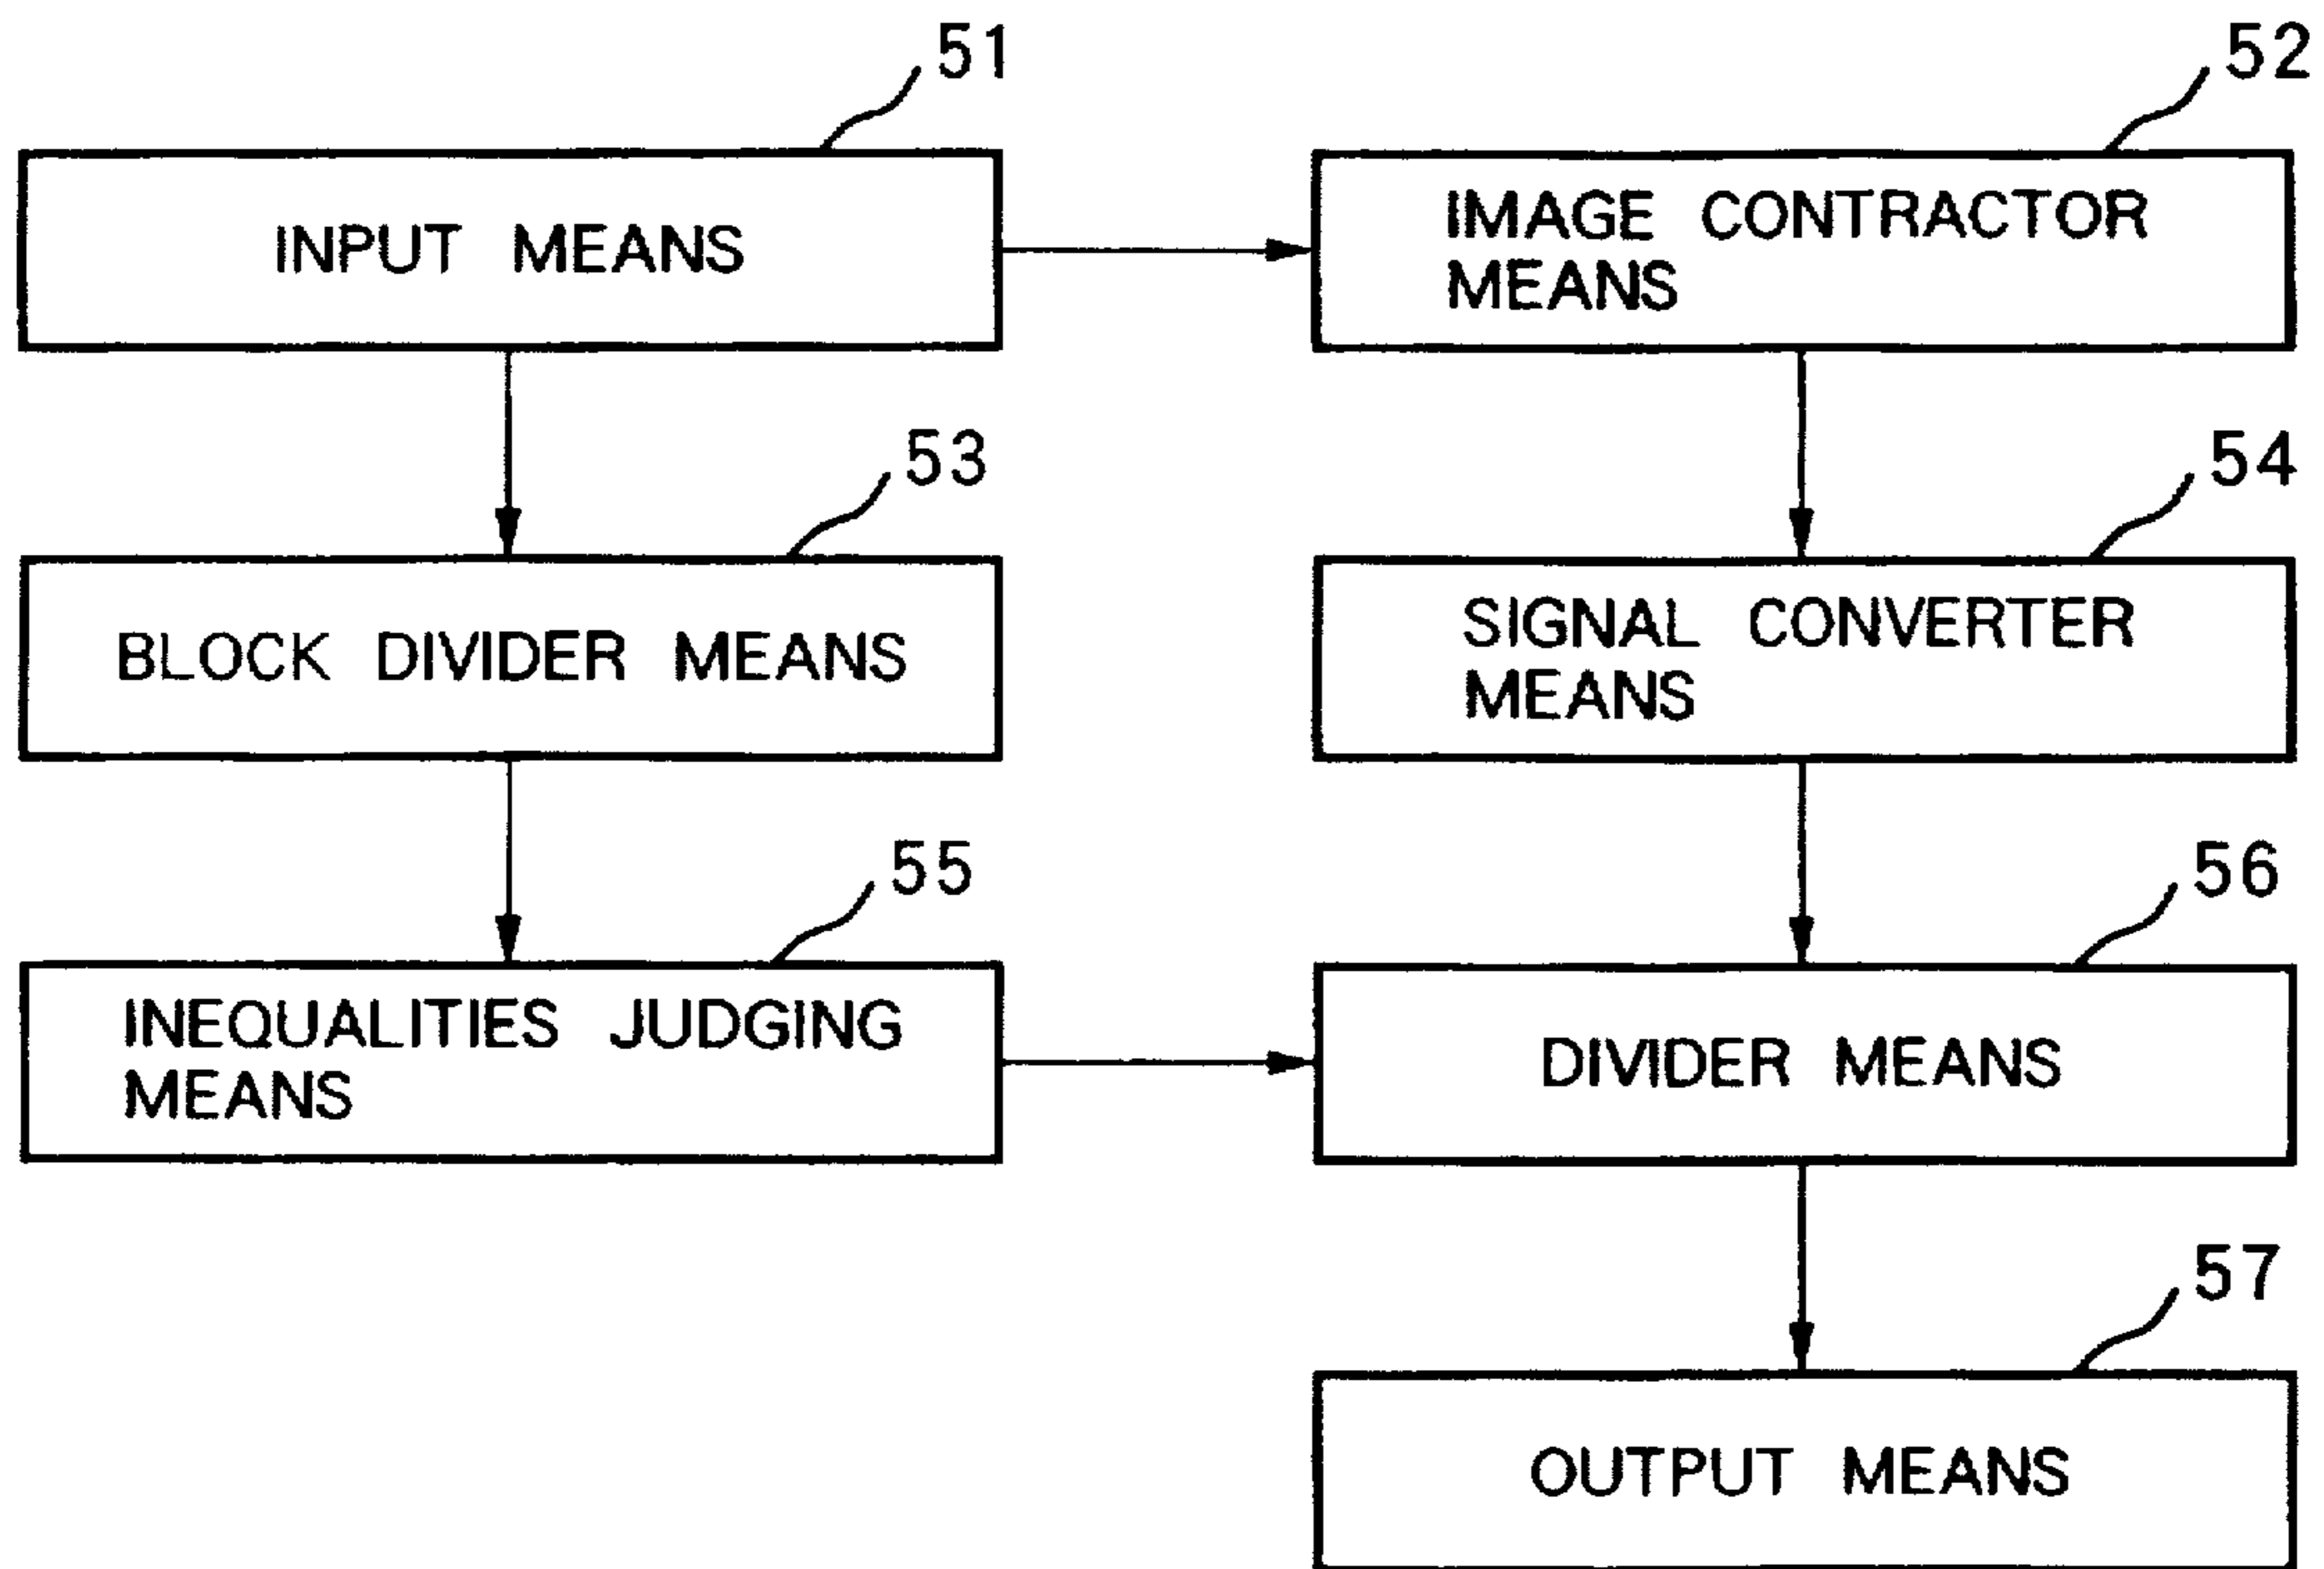 51
52
INPUT MEANS
IMAGE CONTRACTOR
MEANS
53
54
BLOCK DIVIDER MEANS
SIGNAL CONVERTER
MEANS
55
56
INEQUALITIES JUDGING
MEANS
DIVIDER MEANS
57
OUTPUT MEANS